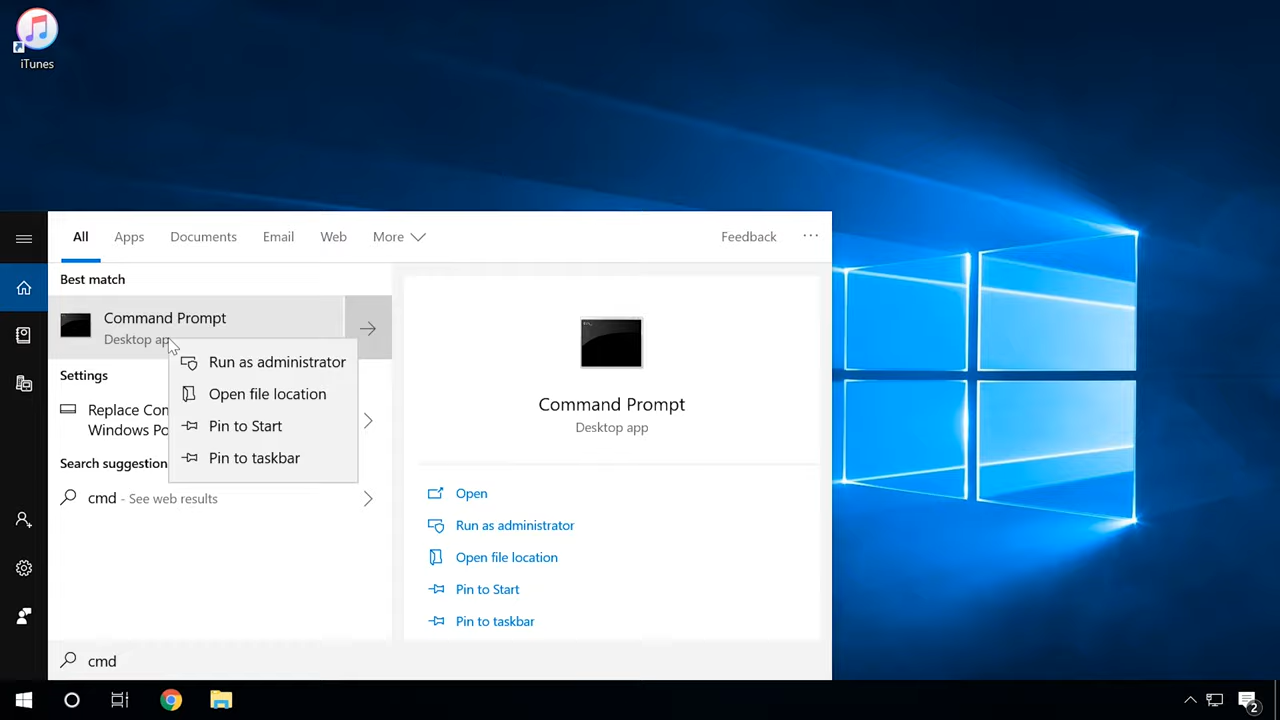 iTunes
All
Apps
Documents
Email
Web
More
Feedback
Best match
Command Prompt
Desktop ap
Run as administrator
Open file location
Pin to Start
Pin to taskbar
Settings
Replace Con
Windows Po
Search suggestion
cmd - See web results
Command Prompt
Desktop app
Open
Run as administrator
Open file location
Pin to Start
Pin to taskbar
cmd
2